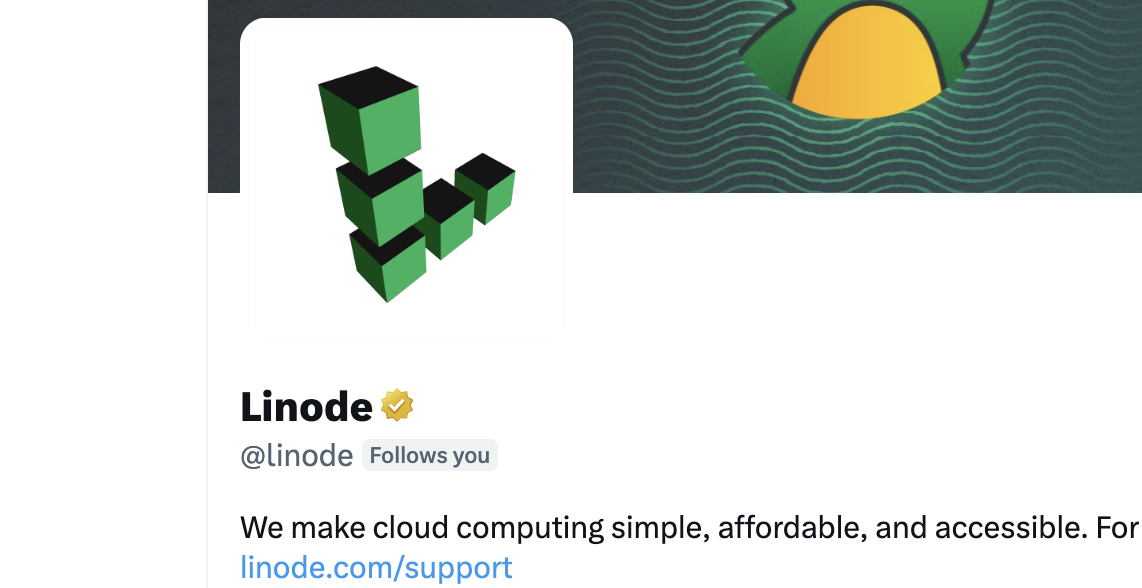 Linode
@linode Follows you
We make cloud computing simple, affordable, and accessible. For
linode.com/support